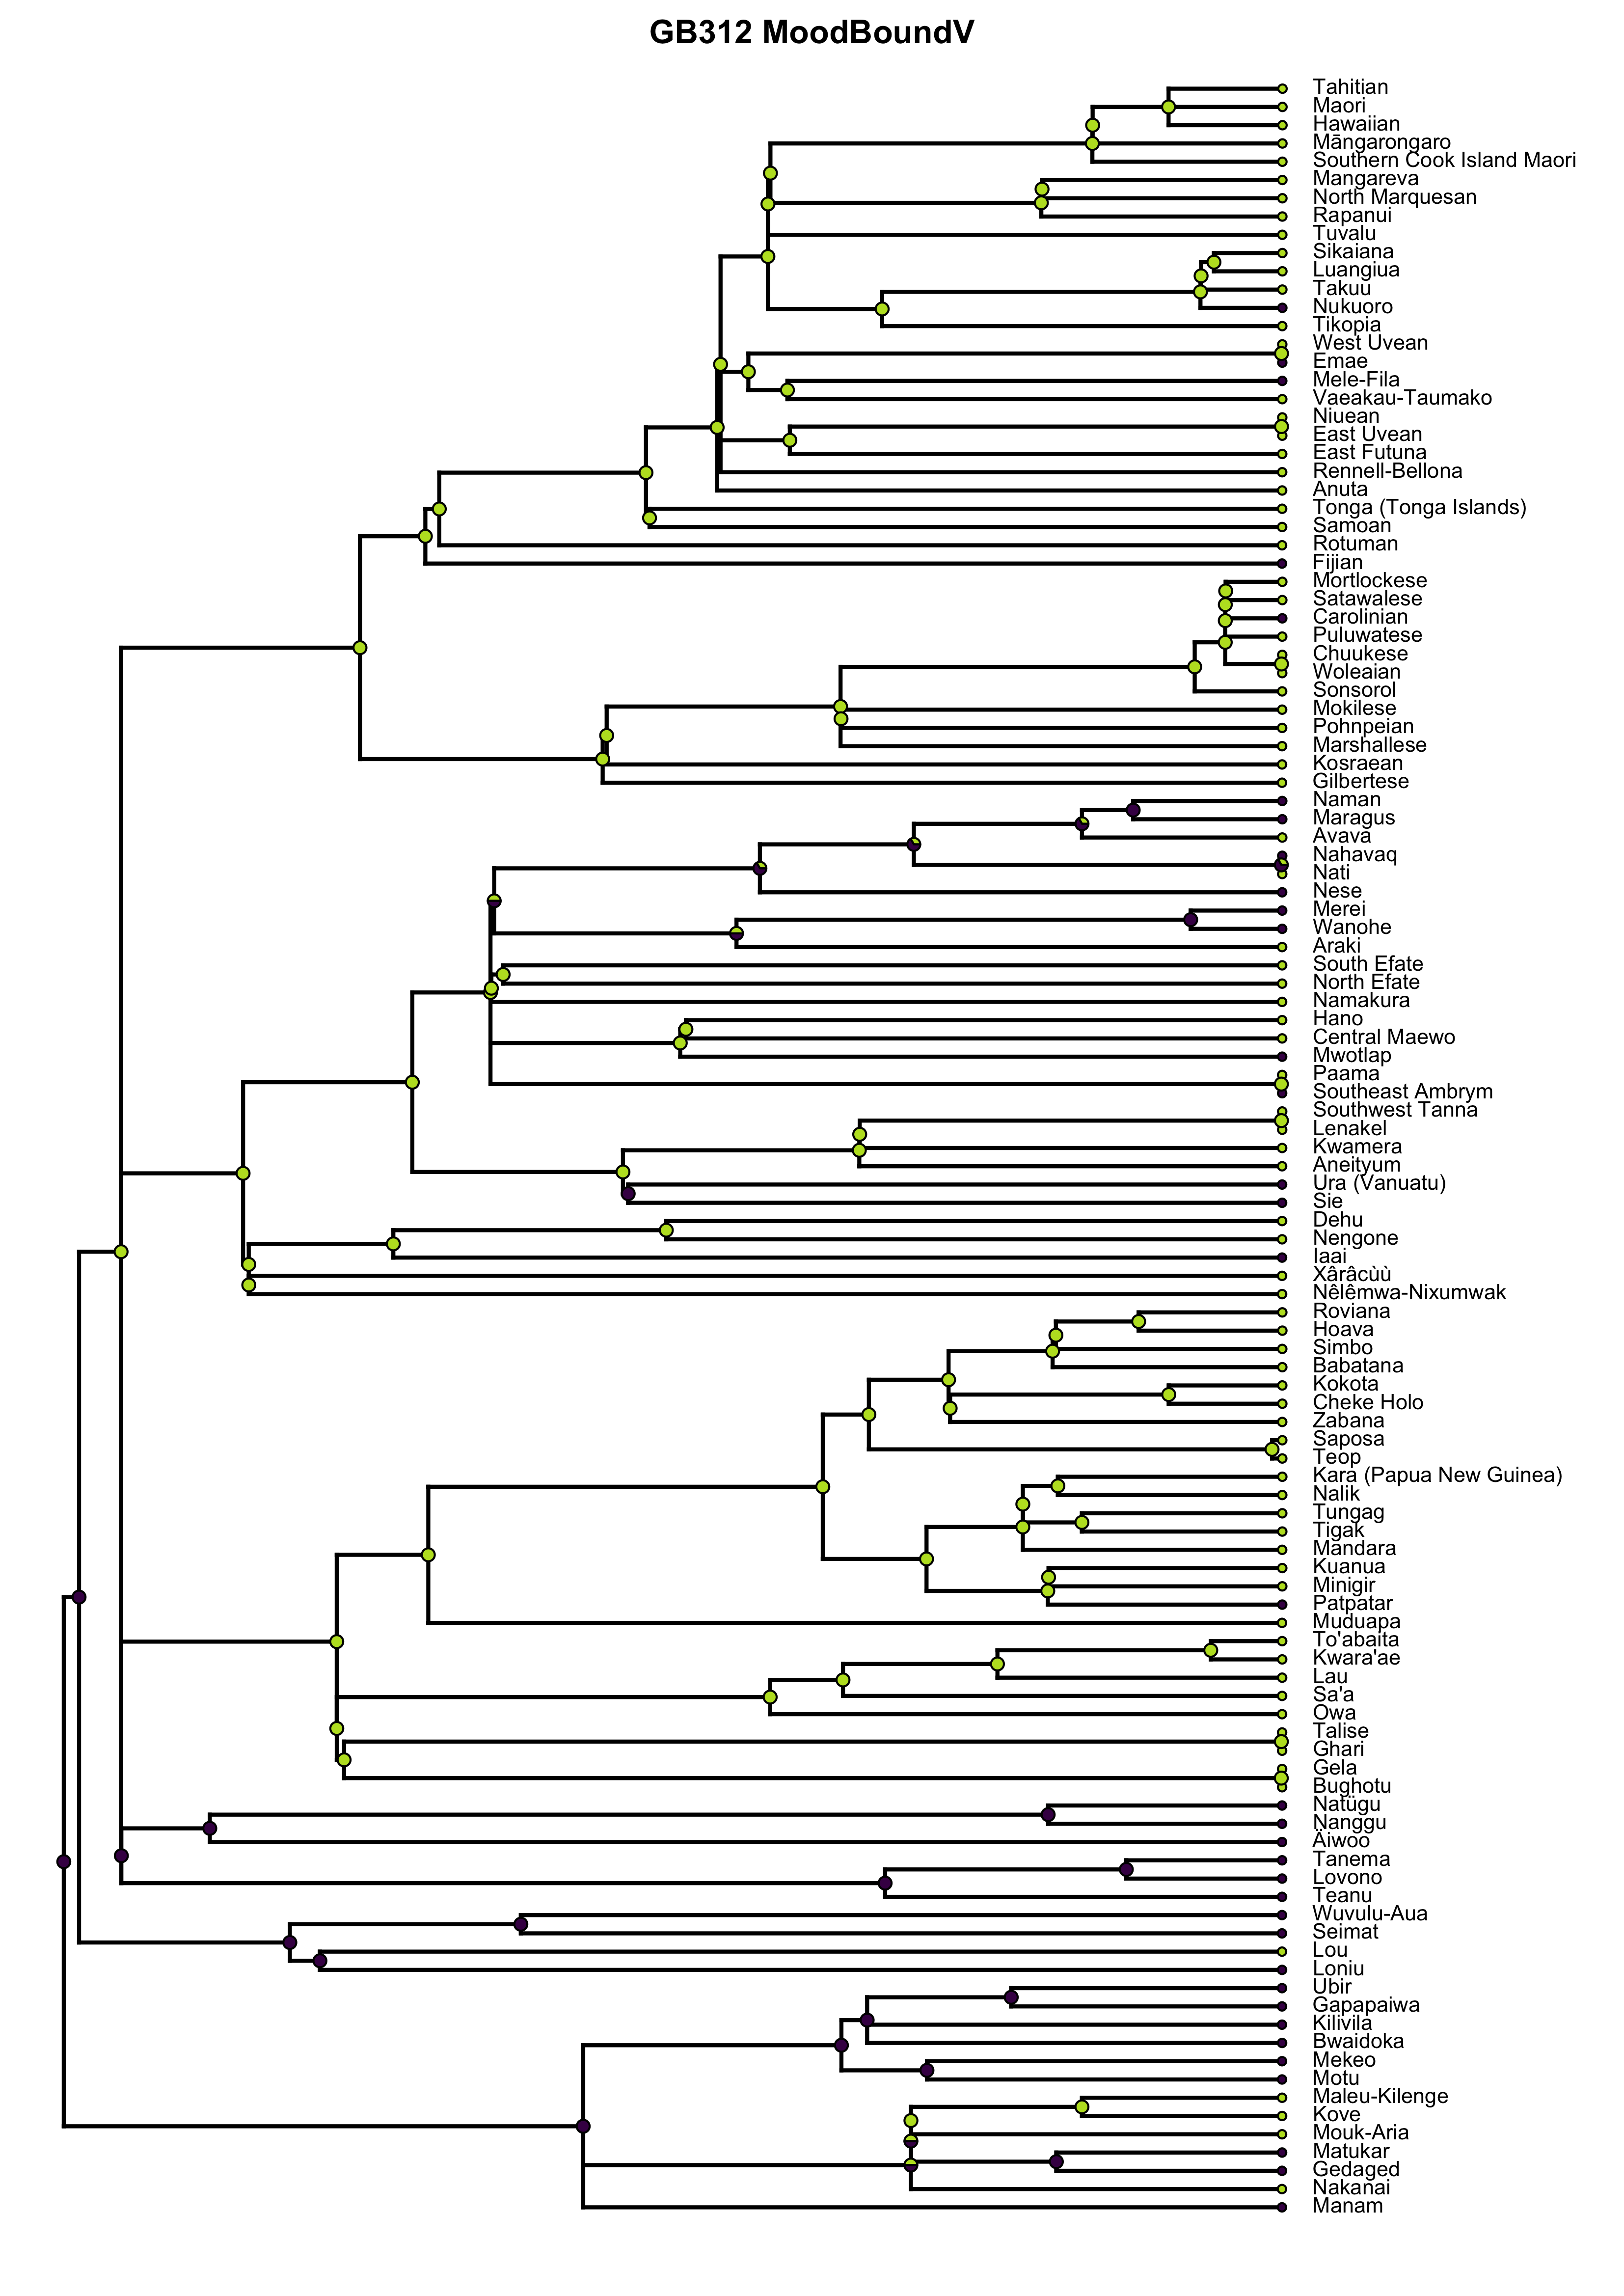 GB312 MoodBoundV
Tahitian
Maori
Hawaiian
Māngarongaro
Southern Cook Island Maori
Mangareva
North Marquesan
Rapanui
Tuvalu
Sikaiana
Luangiua
Takuu
Nukuoro
Tikopia
West Uvean
Emae
Mele-Fila
Vaeakau-Taumako
Niuean
East Uvean
East Futuna
Rennell-Bellona
Anuta
Tonga (Tonga Islands)
Samoan
Rotuman
Fijian
Mortlockese
Satawalese
Carolinian
Puluwatese
Chuukese
Woleaian
Sonsorol
Mokilese
Pohnpeian
Marshallese
Kosraean
Gilbertese
Naman
Maragus
Avava
Nahavaq
Nati
Nese
Merei
Wanohe
Araki
South Efate
North Efate
Namakura
Hano
Central Maewo
Mwotlap
Paama
Southeast Ambrym
Southwest Tanna
Lenakel
Kwamera
Aneityum
Ura (Vanuatu)
Sie
Dehu
Nengone
Iaai
Xârâcùù
Nêlêmwa-Nixumwak
Roviana
Hoava
Simbo
Babatana
Kokota
Cheke Holo
Zabana
Saposa
Teop
Kara (Papua New Guinea)
Nalik
Tungag
Tigak
Mandara
Kuanua
Minigir
Patpatar
Muduapa
To'abaita
Kwara'ae
Lau
Sa'a
Owa
Talise
Ghari
Gela
Bughotu
Natügu
Nanggu
Äiwoo
Tanema
Lovono
Teanu
Wuvulu-Aua
Seimat
Lou
Loniu
Ubir
Gapapaiwa
Kilivila
Bwaidoka
Mekeo
Motu
Maleu-Kilenge
Kove
Mouk-Aria
Matukar
Gedaged
Nakanai
Manam